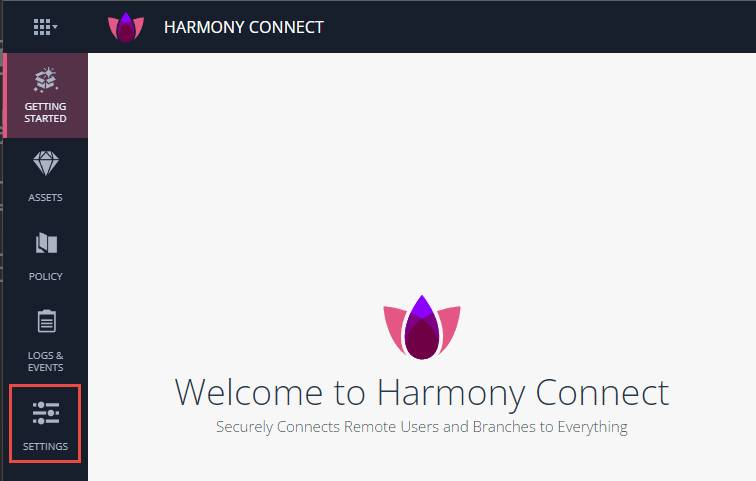 HARMONY CONNECT
GETTING
STARTED
ASSETS
POLICY
LOGS &
EVENTS
SETTINGS
Welcome to Harmony Connect
Securely Connects Remote Users and Branches to Everything